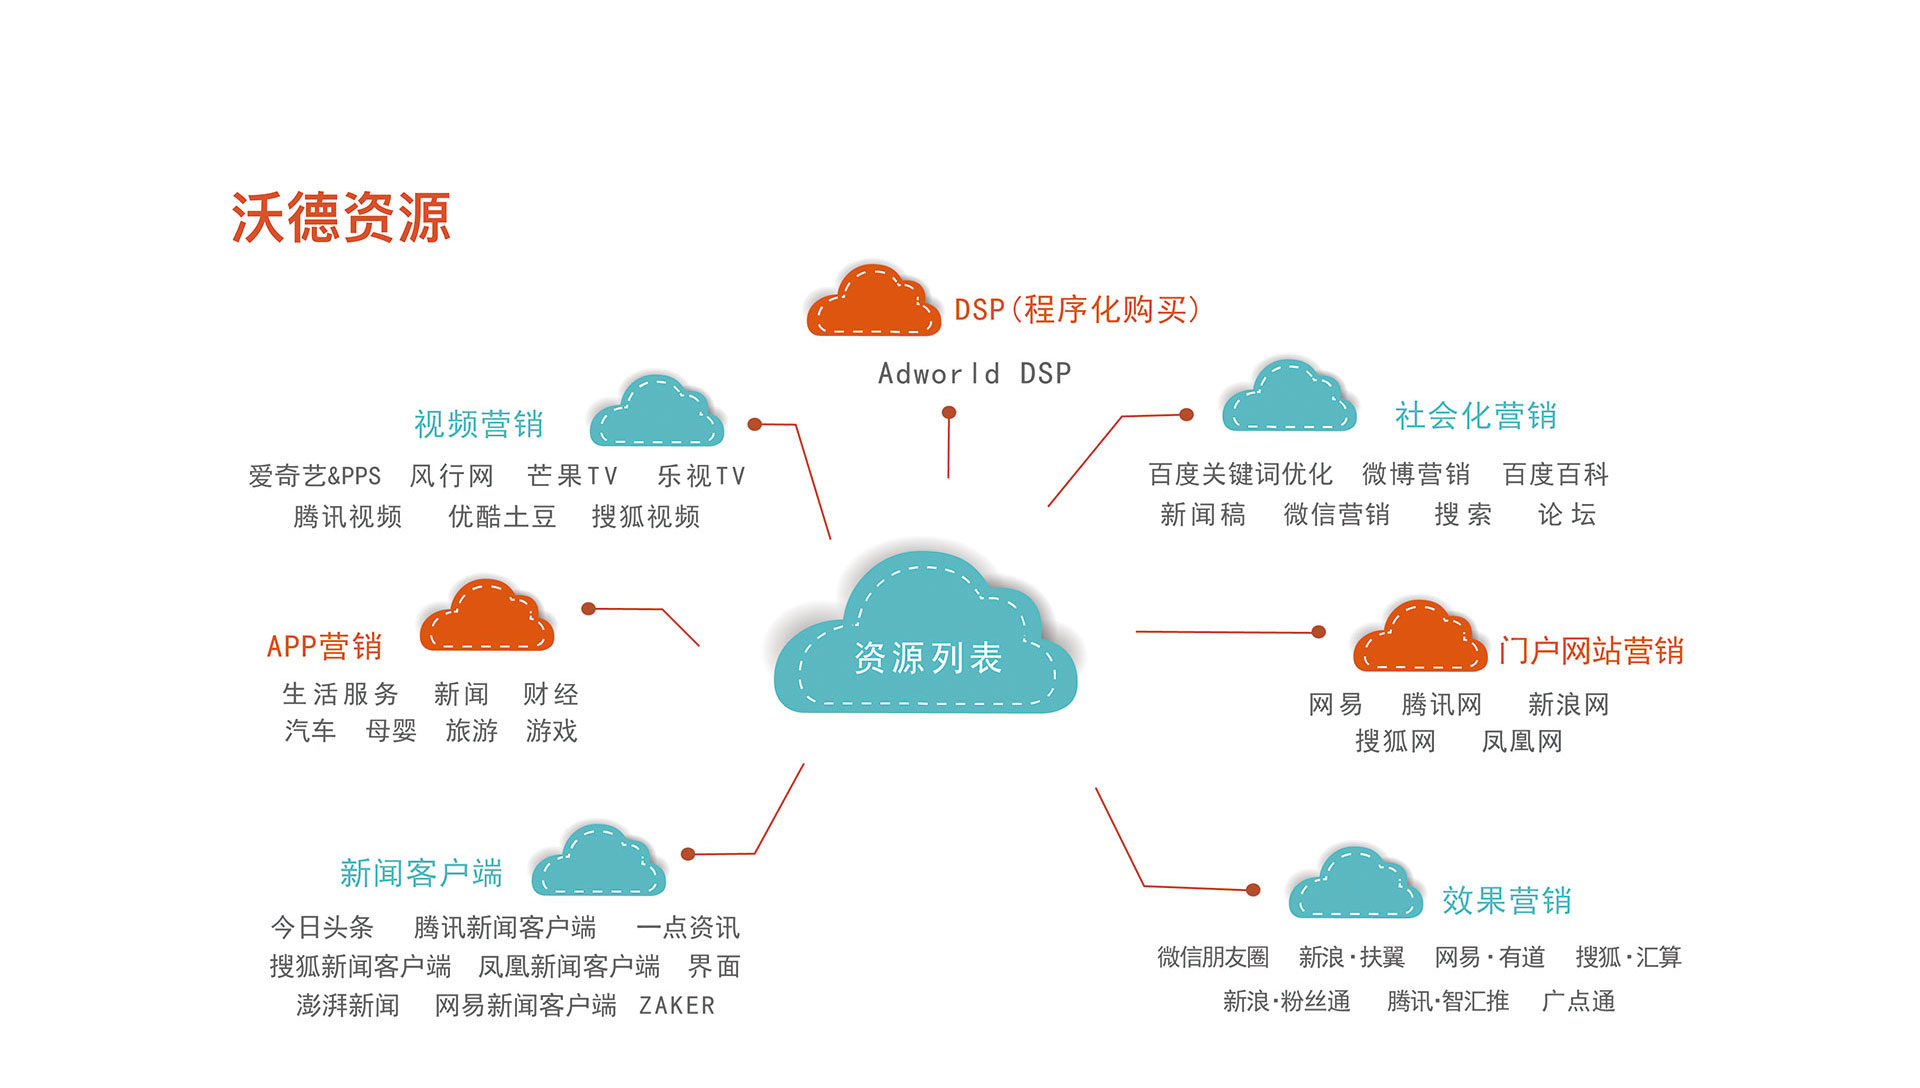 沃德资源
DSP(程序化购买)
Adworld DSP
视频营销
爱奇艺&PPS 风行网 芒果TV 乐视TV
腾讯视频 优酷土豆 搜狐视频
社会化营销
百度关键词优化 微博营销 百度百科
新闻稿 微信营销 搜索 论坛
APP营销
生活服务 新闻 财经
汽车 母婴 旅游 游戏
资源列表
门户网站营销
网易 腾讯网 新浪网
搜狐网 凤凰网
新闻客户端
今日头条 腾讯新闻客户端 一点资讯
搜狐新闻客户端 凤凰新闻客户端 界面
澎湃新闻 网易新闻客户端 ZAKER
效果营销
微信朋友圈 新浪·扶翼 网易·有道 搜狐·汇算
新浪·粉丝通 腾讯·智汇推 广点通